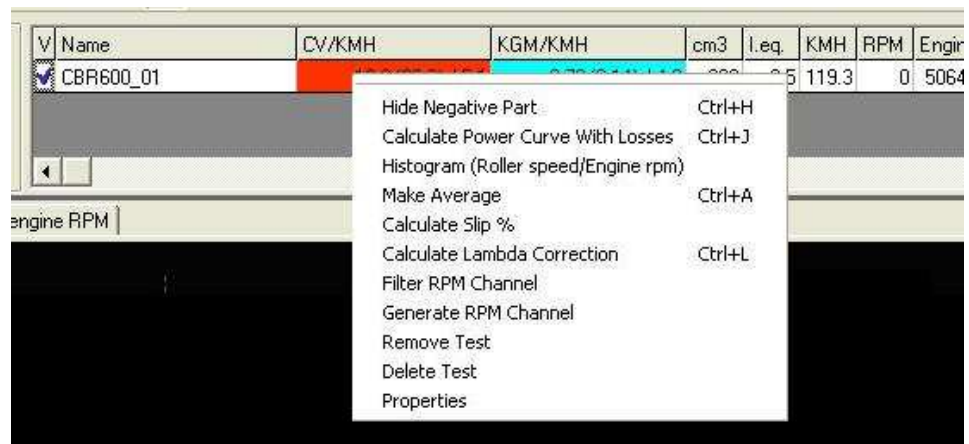 V Name CV/KMH KGM/KMH cm3 I.eq. KMH RPM Engin
CBR600_01 5 119.3 0 5064
Hide Negative Part Ctrl+H
Calculate Power Curve With Losses Ctrl+J
Histogram (Roller speed/Engine rpm)
Make Average Ctrl+A
engine RPM
Calculate Slip %
Calculate Lambda Correction Ctrl+L
Filter RPM Channel
Generate RPM Channel
Remove Test
Delete Test
Properties